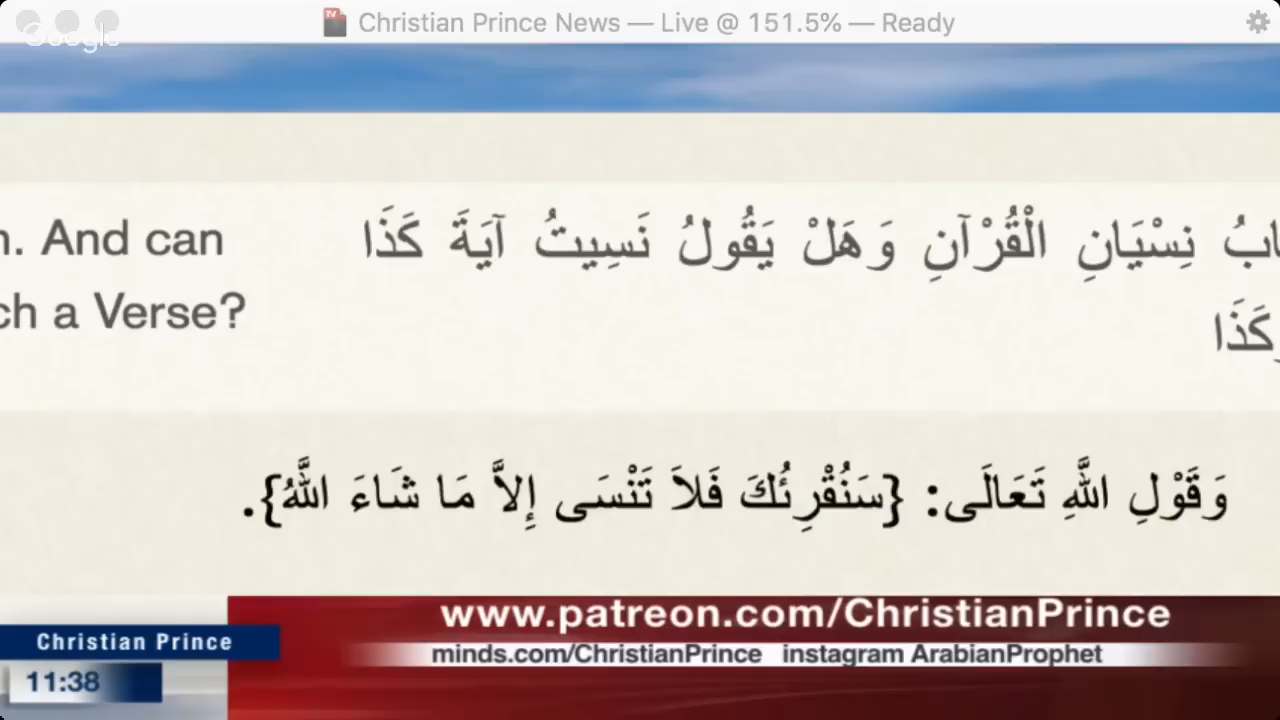 Google
Christian Prince News — Live @ 151.5% — Ready
n. And can
ch a Verse?
ابُ نِسْيَانِ الْقُرْآنِ وَهَلْ يَقُولُ نَسِيتُ آيَةَ كَذَا
وَكَذَا
وَقَوْلِ اللَّهِ تَعَالَى: {سَنُقْرِئُكَ فَلاَ تَنْسَى إِلاَّ مَا شَاءَ اللَّهُ}.
www.patreon.com/ChristianPrince
minds.com/ChristianPrince instagram ArabianProphet
Christian Prince
11:38